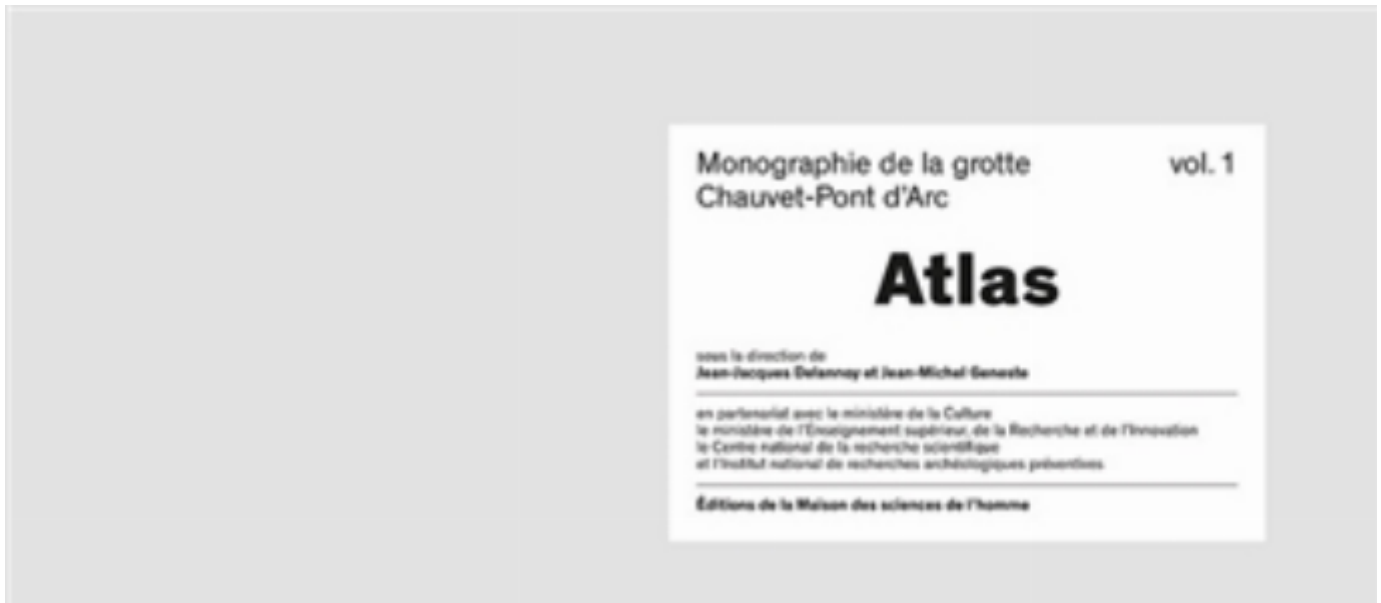 Monographie de la grotte vol. 1
Chauvet-Pont d'Arc
Atlas
sous la direction de
Jean-Jacques Delannoy et Jean-Michel Geneste
en partenariat avec le ministère de la Culture
le ministère de l'Enseignement supérieur, de la Recherche et de l'Innovation
le Centre national de la recherche scientifique
et l'Institut national de recherches archéologiques préventives
Éditions de la Maison des sciences de l'homme